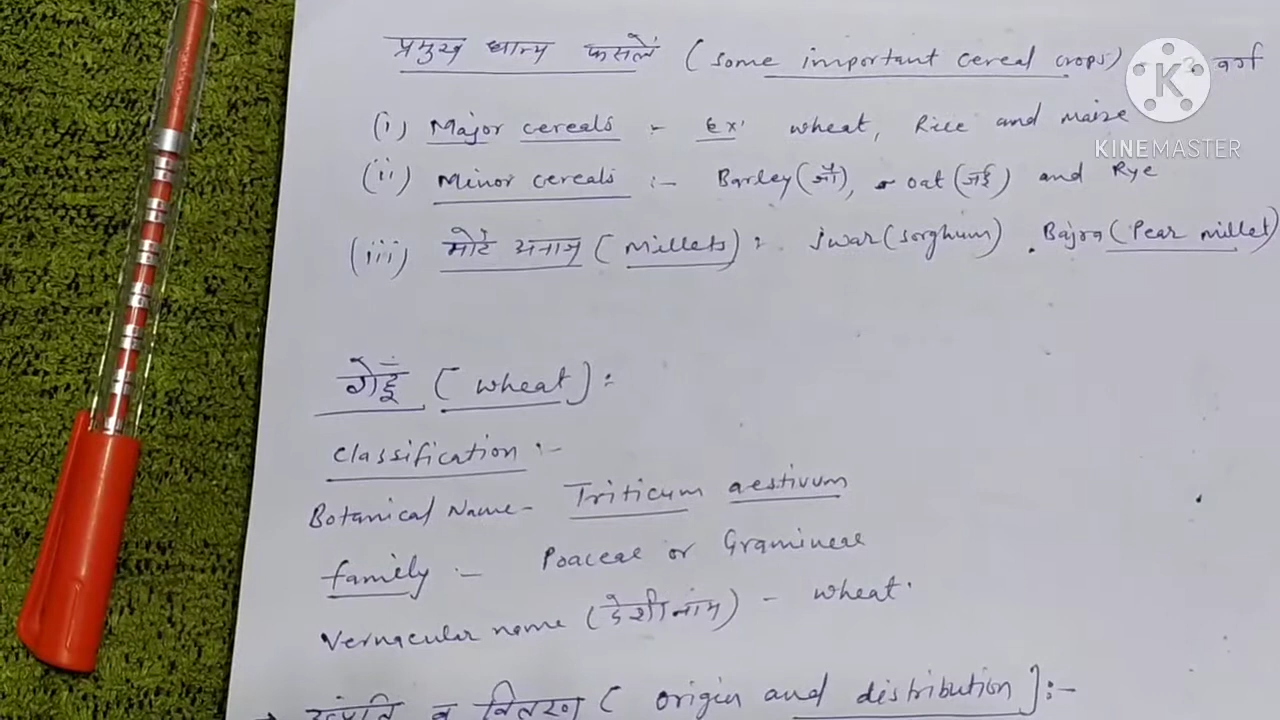 प्रमुख धान्य फसलें (some important cereal crops) वर्ग
K2
KINEMASTER
(i) Major cereals :- Ex' wheat, Rice and Maize
(ii) Minor cereals :- Barley (जौ), oat (जई) and Rye
(iii) मोटे अनाज (Millets) : Jwar (sorghum) . Bajra (Pear millet)
गेहूँ (wheat) :
classification :-
Botanical Name - Triticum aestivum
family :- Poaceae or Gramineae
Vernacular name (देशी नाम) - wheat.
→ उत्पत्ति व वितरण ( origin and distribution ] :-